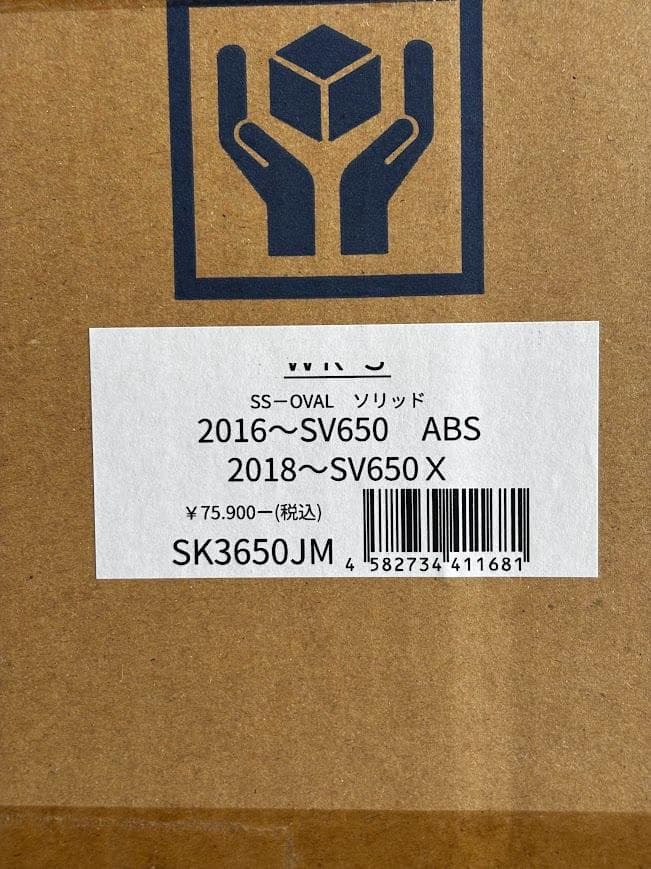 WR'S
SS－OVAL　ソリッド
2016～SV650　ABS
2018～SV650Ｘ
￥75.900－(税込)
SK3650JM
4 582734 411681